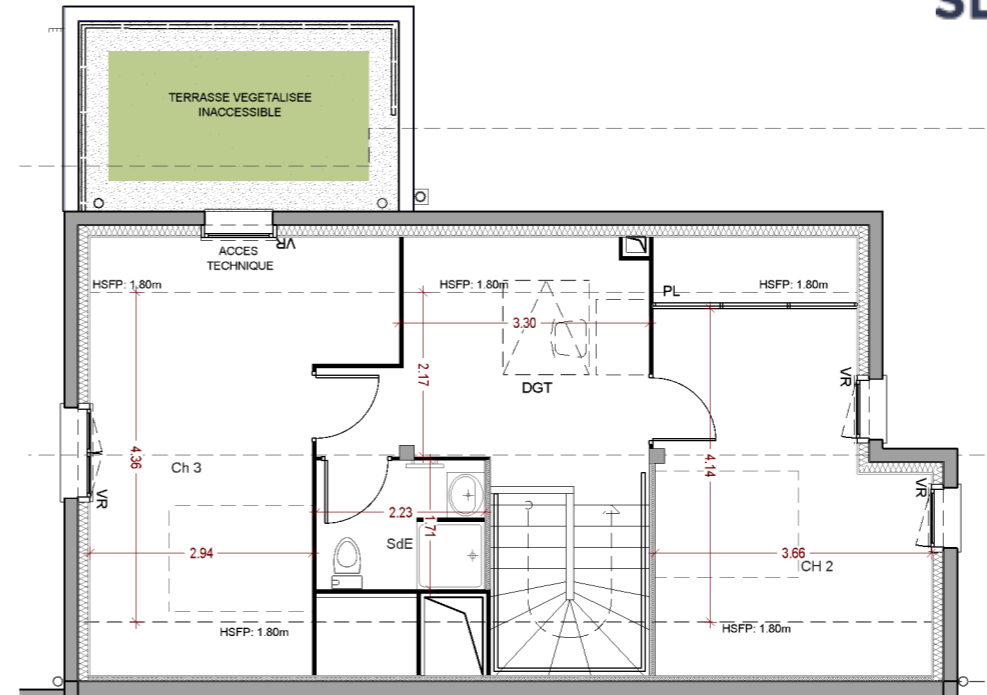 TERRASSE VEGETALISEE
INACCESSIBLE
ACCES
TECHNIQUE
VR
HSFP: 1.80m
HSFP: 1.80m
PL
HSFP: 1.80m
3.30
2.17
DGT
VR
4.36
Ch 3
4.14
VR
2.23
1.71
VR
SdE
2.94
3.66
CH 2
HSFP: 1.80m
HSFP: 1.80m